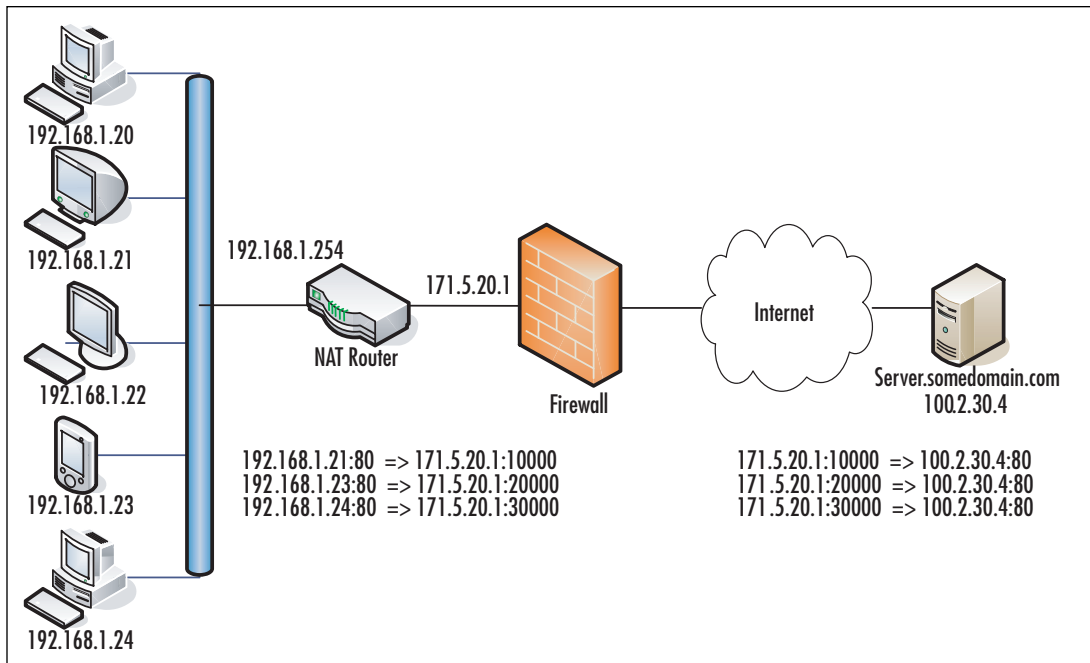 192.168.1.20
192.168.1.21
192.168.1.22
192.168.1.23
192.168.1.24
192.168.1.254
NAT Router
171.5.20.1
Firewall
Internet
Server.somedomain.com
100.2.30.4
192.168.1.21:80 => 171.5.20.1:10000
192.168.1.23:80 => 171.5.20.1:20000
192.168.1.24:80 => 171.5.20.1:30000
171.5.20.1:10000 => 100.2.30.4:80
171.5.20.1:20000 => 100.2.30.4:80
171.5.20.1:30000 => 100.2.30.4:80